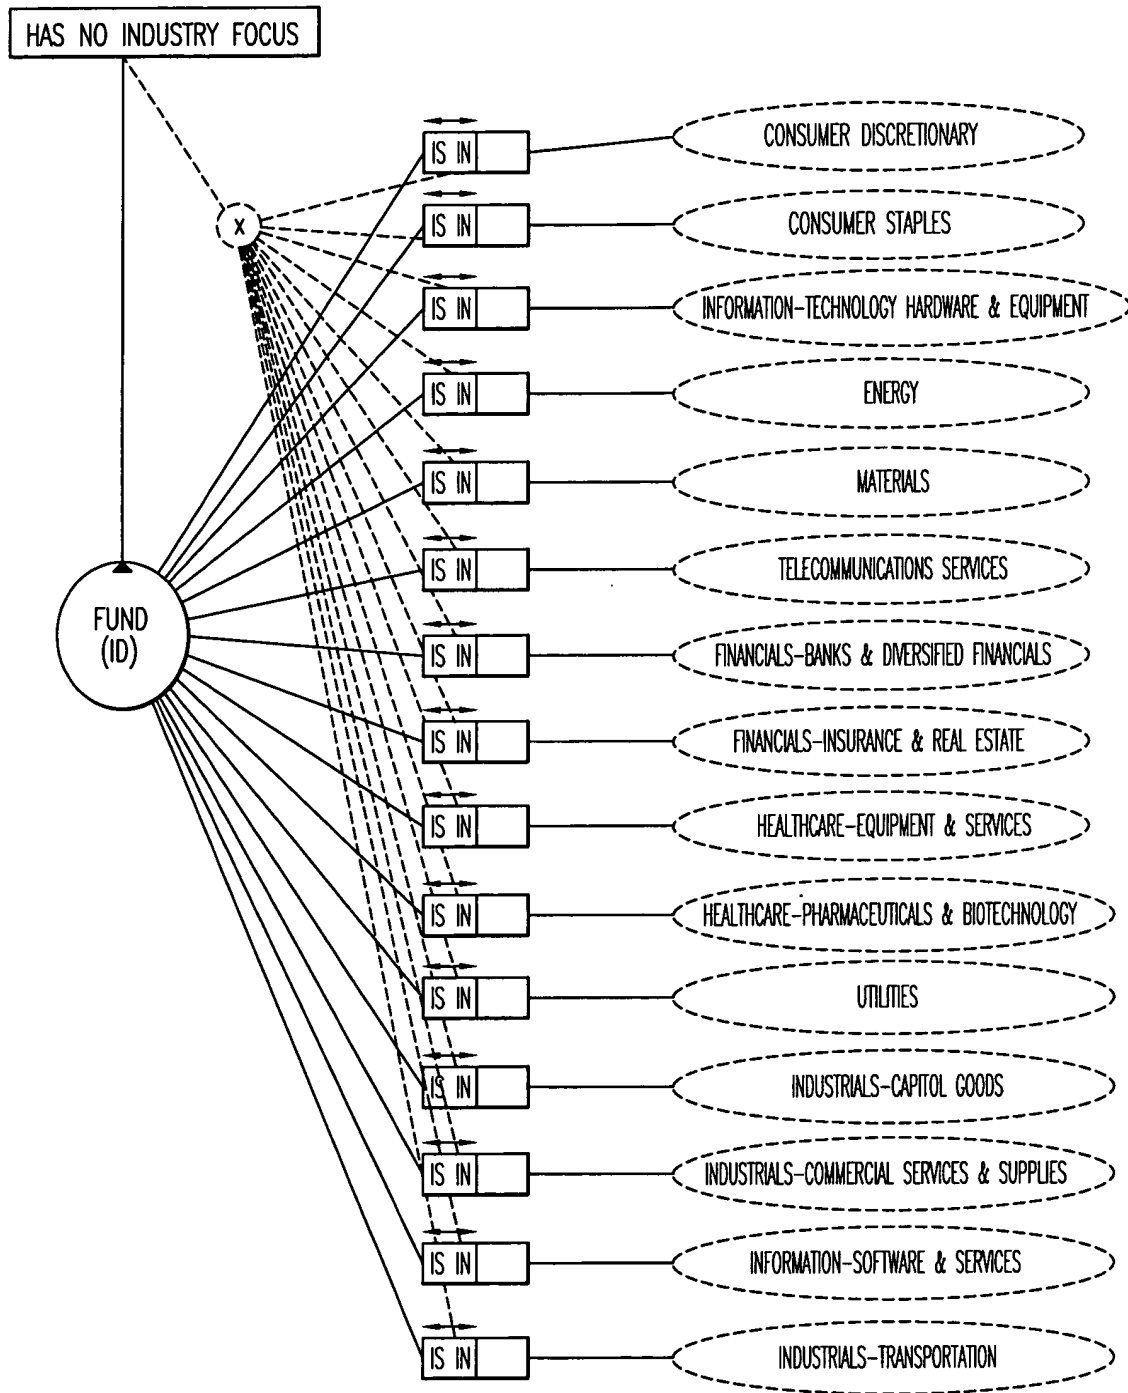 HAS NO INDUSTRY FOCUS
IS IN
CONSUMER DISCRETIONARY
X
IS IN
CONSUMER STAPLES
IS IN
INFORMATION-TECHNOLOGY HARDWARE & EQUIPMENT
IS IN
ENERGY
IS IN
MATERIALS
IS IN
TELECOMMUNICATIONS SERVICES
FUND
(ID)
IS IN
FINANCIALS-BANKS & DIVERSIFIED FINANCIALS
IS IN
FINANCIALS-INSURANCE & REAL ESTATE
IS IN
HEALTHCARE-EQUIPMENT & SERVICES
IS IN
HEALTHCARE-PHARMACEUTICALS & BIOTECHNOLOGY
IS IN
UTILITIES
IS IN
INDUSTRIALS-CAPITOL GOODS
IS IN
INDUSTRIALS-COMMERCIAL SERVICES & SUPPLIES
IS IN
INFORMATION-SOFTWARE & SERVICES
IS IN
INDUSTRIALS-TRANSPORTATION